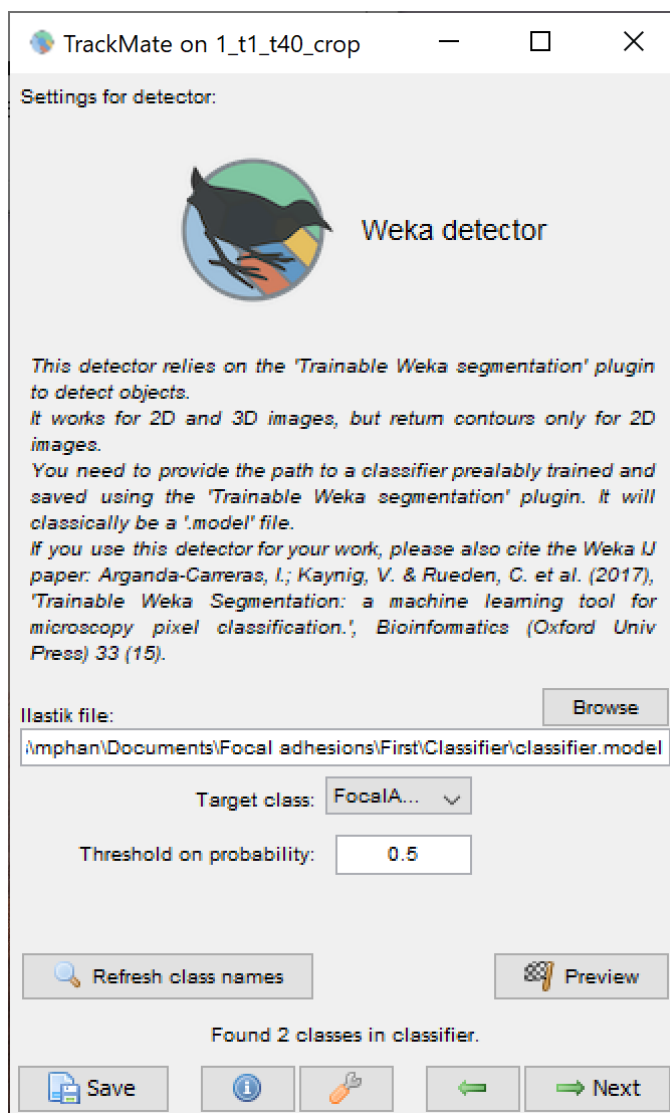 TrackMate on 1_t1_t40_crop
Settings for detector:
Weka detector
This detector relies on the 'Trainable Weka segmentation' plugin
to detect objects.
It works for 2D and 3D images, but return contours only for 2D
images.
You need to provide the path to a classifier prealably trained and
saved using the 'Trainable Weka segmentation' plugin. It will
classically be a '.model' file.
If you use this detector for your work, please also cite the Weka IJ
paper: Arganda-Carreras, I.; Kaynig, V. & Rueden, C. et al. (2017),
'Trainable Weka Segmentation: a machine learning tool for
microscopy pixel classification.', Bioinformatics (Oxford Univ
Press) 33 (15).
Browse
Ilastik file:
\mphan\Documents\Focal adhesions\First\Classifier\classifier.model
Target class: FocalA...
Threshold on probability: 0.5
Refresh class names Preview
Found 2 classes in classifier.
Save Next